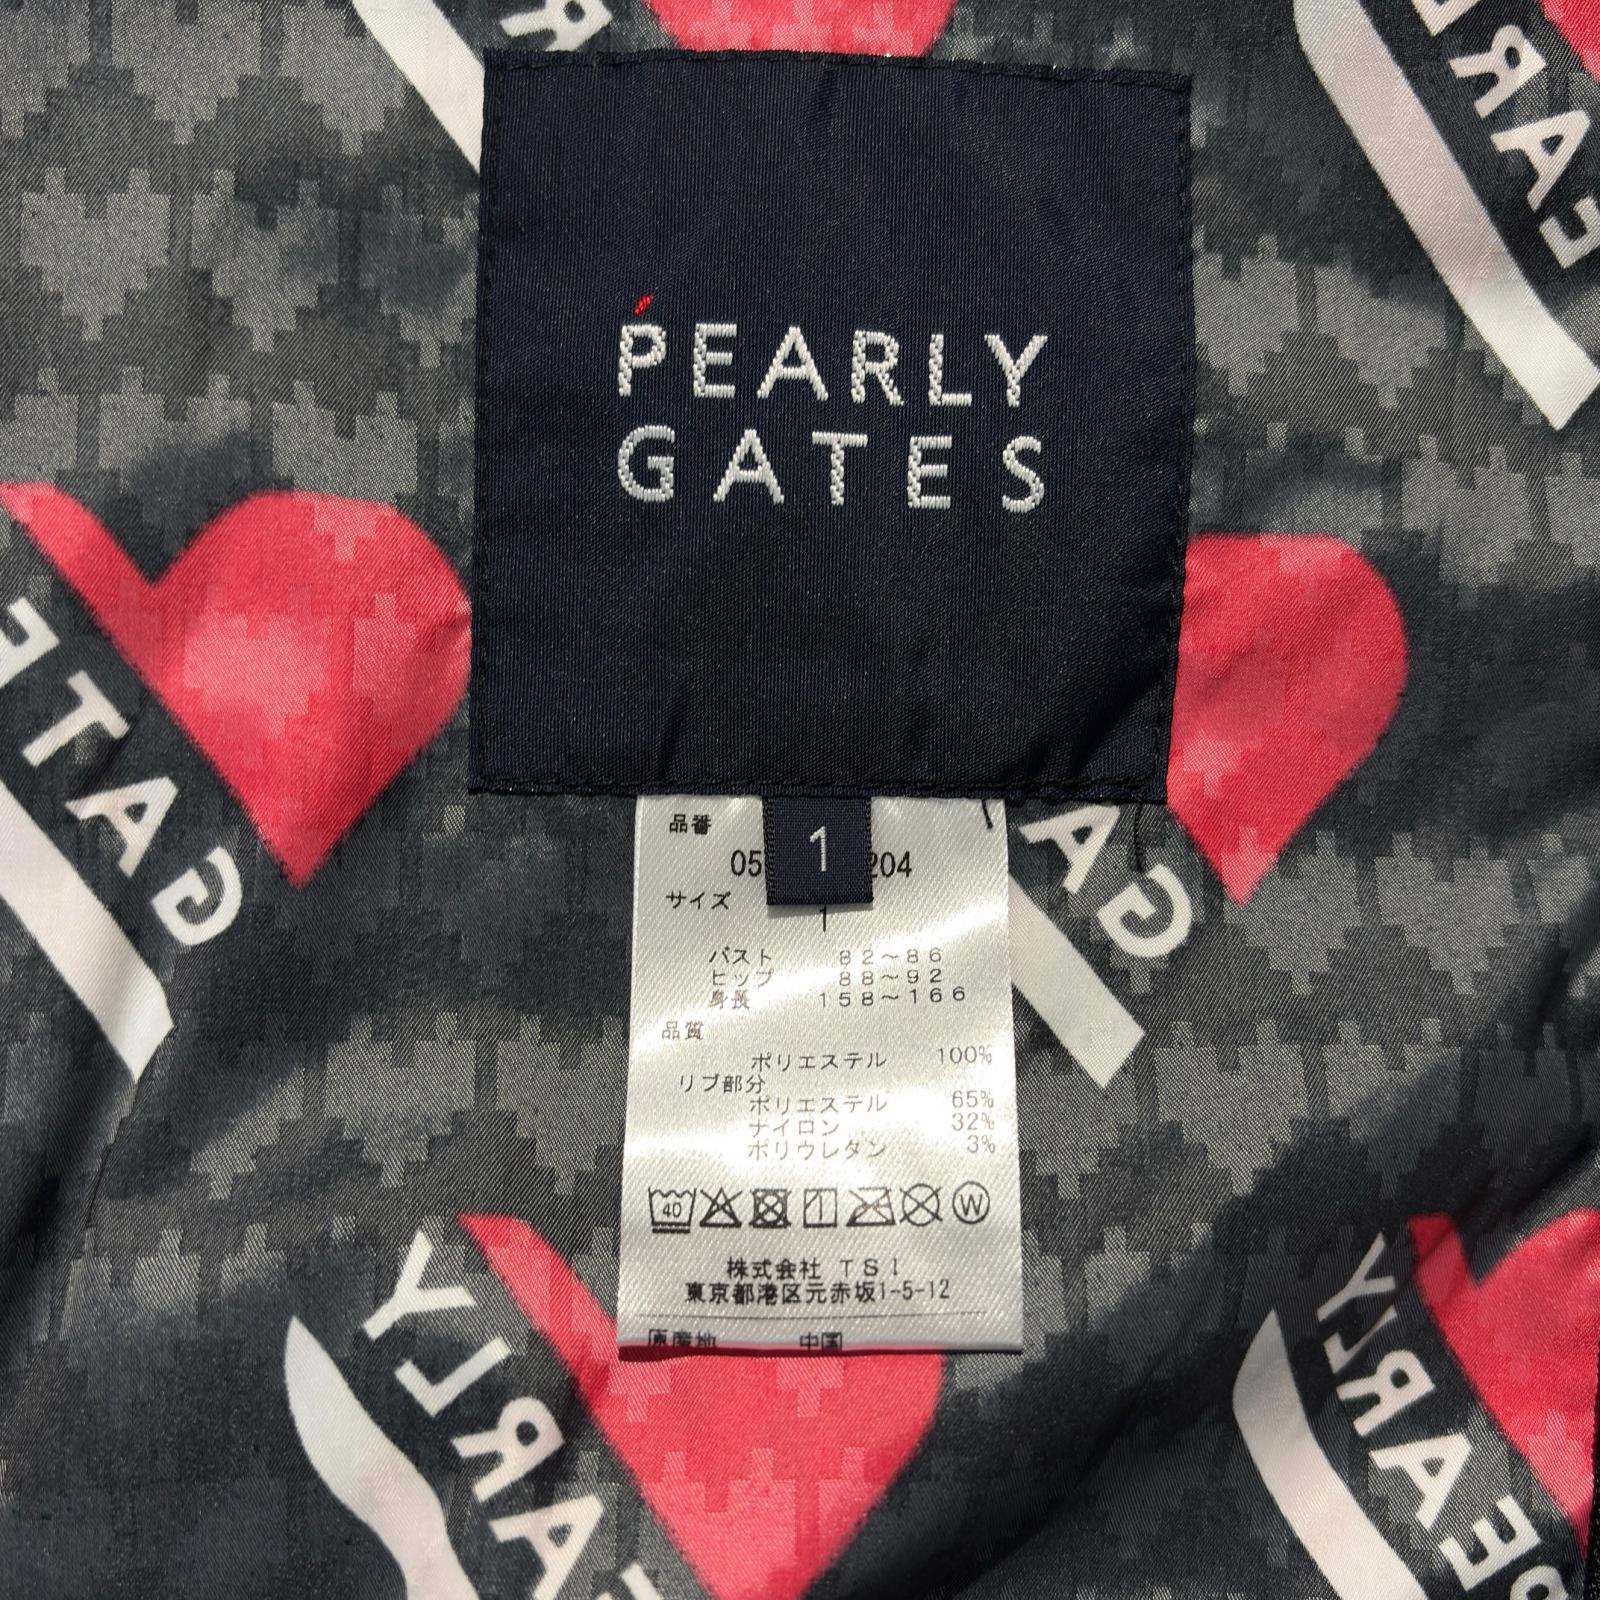 PEARLY
GATES
1
品番
サイズ
1
バスト 82～86
ヒップ 88～92
身長 158～166
品質
ポリエステル 100%
リブ部分
ポリエステル 65%
ナイロン 32%
ポリウレタン 3%
40
W
株式会社 TSI
東京都港区元赤坂1-5-12
原産地 中国
GATE
GA
PEARLY
PEARLY